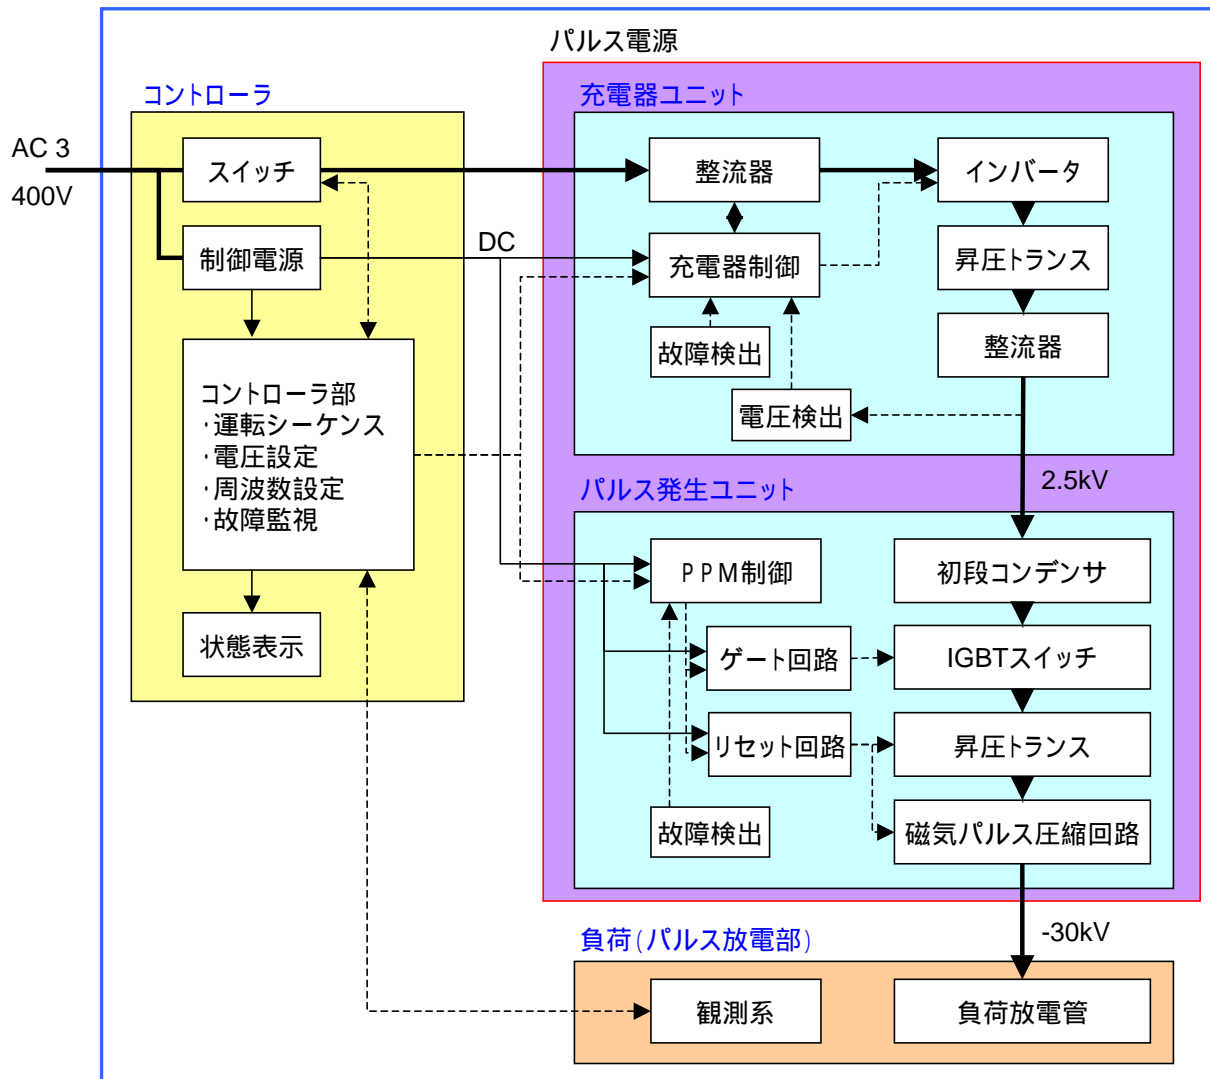 パルス電源
コントローラ
充電器ユニット
AC 3
400V
スイッチ
整流器
インバータ
制御電源
DC
充電器制御
昇圧トランス
故障検出
整流器
コントローラ部
・運転シーケンス
・電圧設定
・周波数設定
・故障監視
電圧検出
2.5kV
パルス発生ユニット
PPM制御
初段コンデンサ
状態表示
ゲート回路
IGBTスイッチ
リセット回路
昇圧トランス
故障検出
磁気パルス圧縮回路
-30kV
負荷(パルス放電部)
観測系
負荷放電管